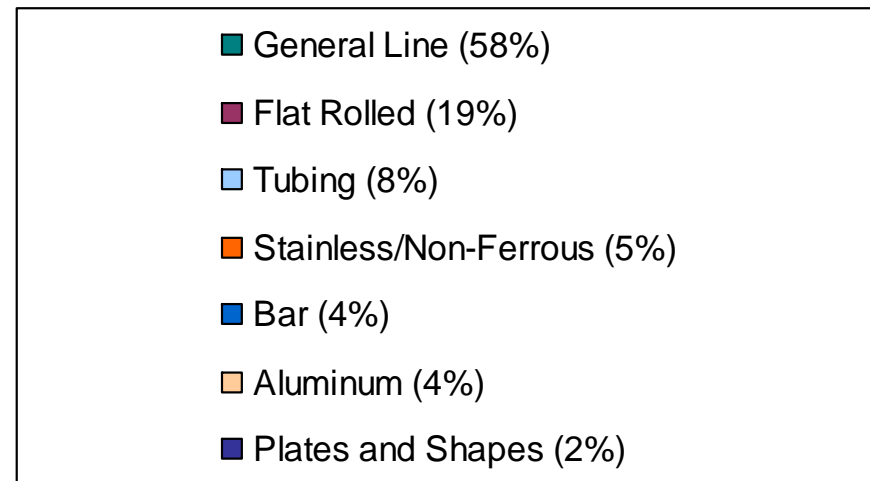 General Line (58%)
Flat Rolled (19%)
Tubing (8%)
Stainless/Non-Ferrous (5%)
Bar (4%)
Aluminum (4%)
Plates and Shapes (2%)